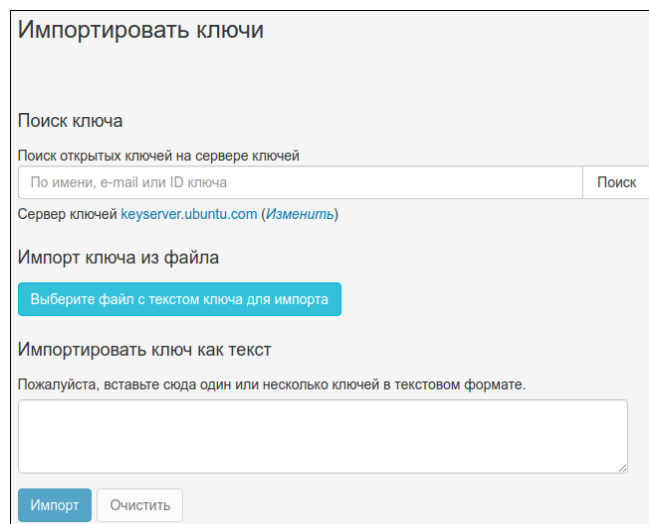 Импортировать ключи
Поиск ключа
Поиск открытых ключей на сервере ключей
По имени, e-mail или ID ключа
Поиск
Сервер ключей keyserver.ubuntu.com (Изменить)
Импорт ключа из файла
Выберите файл с текстом ключа для импорта
Импортировать ключ как текст
Пожалуйста, вставьте сюда один или несколько ключей в текстовом формате.
Импорт
Очистить